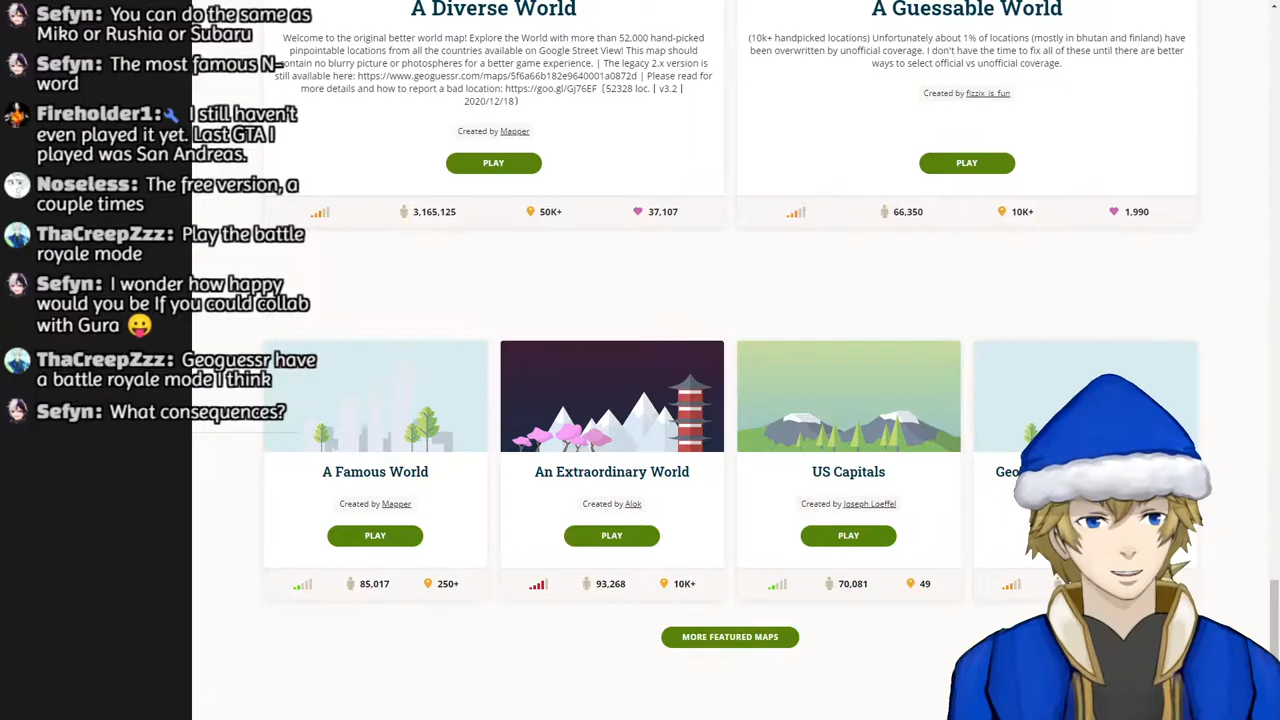 Sefyn: You can do the same as
Miko or Rushia or Subaru
Sefyn: The most famous N-
word
Fireholder1: I still haven't
even played it yet. Last GTA I
played was San Andreas.
Noseless: The free version, a
couple times
ThaCreepZzz: Play the battle
royale mode
Sefyn: I wonder how happy
would you be If you could collab
with Gura 😛
ThaCreepZzz: Geoguessr have
a battle royale mode I think
Sefyn: What consequences?
A Diverse World
Welcome to the original better world map! Explore the World with more than 52,000 hand-picked
pinpointable locations from all the countries available on Google Street View! This map should
contain no blurry picture or photospheres for a better game experience. | The legacy 2.x version is
still available here: https://www.geoguessr.com/maps/5f6a66b182e9640001a0872d | Please read for
more details and how to report a bad location: https://goo.gl/Gj76EF [52328 loc. | v3.2 |
2020/12/18]
Created by Mapper
PLAY
3,165,125 50K+ 37,107
A Guessable World
(10k+ handpicked locations) Unfortunately about 1% of locations (mostly in bhutan and finland) have
been overwritten by unofficial coverage. I don't have the time to fix all of these until there are better
ways to select official vs unofficial coverage.
Created by fizzix_is_fun
PLAY
66,350 10K+ 1,990
A Famous World
Created by Mapper
PLAY
85,017 250+
An Extraordinary World
Created by Alok
PLAY
93,268 10K+
US Capitals
Created by Joseph Loeffel
PLAY
70,081 49
MORE FEATURED MAPS